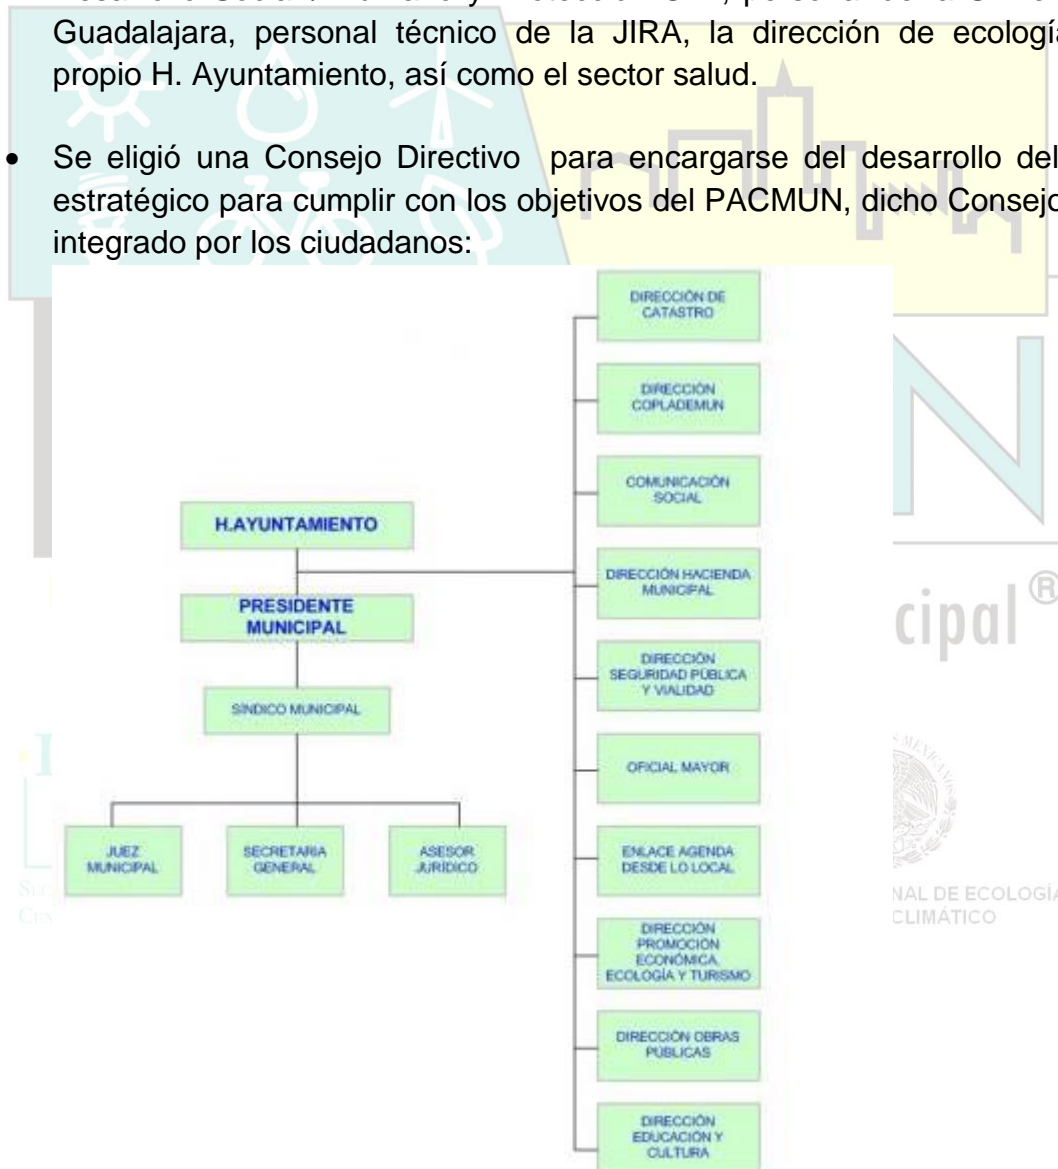 Guadalajara, personal técnico de la JIRA, la dirección de ecología
propio H. Ayuntamiento, así como el sector salud.
• Se eligió una Consejo Directivo para encargarse del desarrollo del
estratégico para cumplir con los objetivos del PACMUN, dicho Consejo
integrado por los ciudadanos:
H.AYUNTAMIENTO
PRESIDENTE
MUNICIPAL
SÍNDICO MUNICIPAL
JUEZ
MUNICIPAL
SECRETARIA
GENERAL
ASESOR
JURÍDICO
DIRECCIÓN DE
CATASTRO
DIRECCIÓN
COPLADEMUN
COMUNICACIÓN
SOCIAL
DIRECCIÓN HACIENDA
MUNICIPAL
DIRECCIÓN
SEGURIDAD PÚBLICA
Y VIALIDAD
OFICIAL MAYOR
ENLACE AGENDA
DESDE LO LOCAL
DIRECCIÓN
PROMOCIÓN
ECONÓMICA,
ECOLOGÍA Y TURISMO
DIRECCIÓN OBRAS
PÚBLICAS
DIRECCIÓN
EDUCACIÓN Y
CULTURA
N
cipal ®
NAL DE ECOLOGÍA
CLIMÁTICO